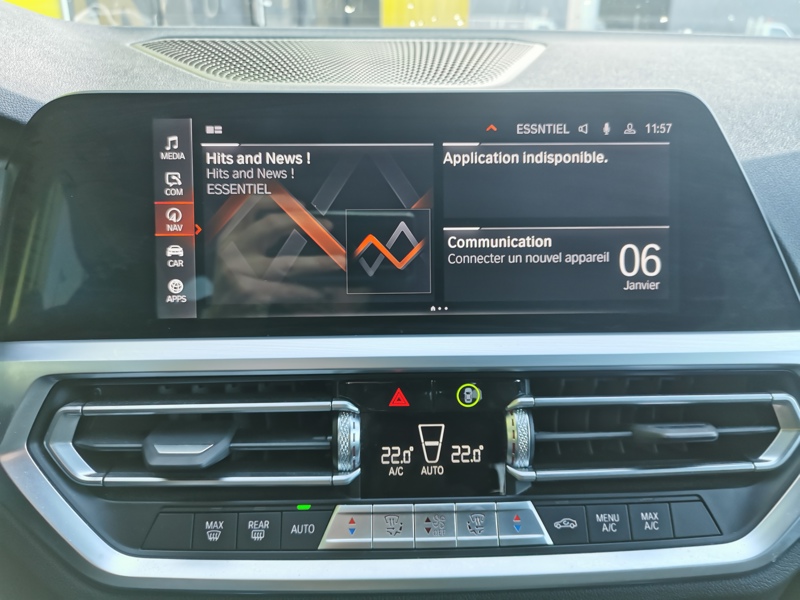 ESSNTIEL 11:57
MEDIA
COM
NAV
CAR
APPS
Hits and News !
Hits and News !
ESSENTIEL
Application indisponible.
Communication
Connecter un nouvel appareil
06
Janvier
22.0°
A/C
AUTO
22.0°
MAX
REAR
AUTO
MENU
A/C
MAX
A/C